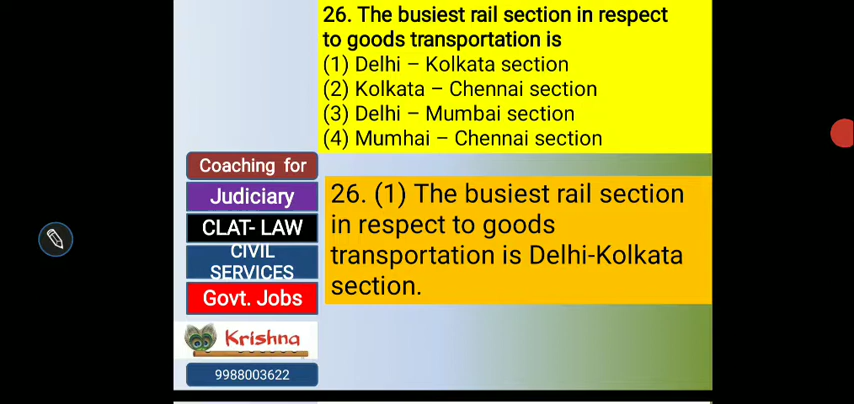 26. The busiest rail section in respect
to goods transportation is
(1) Delhi – Kolkata section
(2) Kolkata – Chennai section
(3) Delhi – Mumbai section
(4) Mumhai – Chennai section
Coaching for
Judiciary
CLAT- LAW
CIVIL
SERVICES
Govt. Jobs
Krishna
9988003622
26. (1) The busiest rail section
in respect to goods
transportation is Delhi-Kolkata
section.